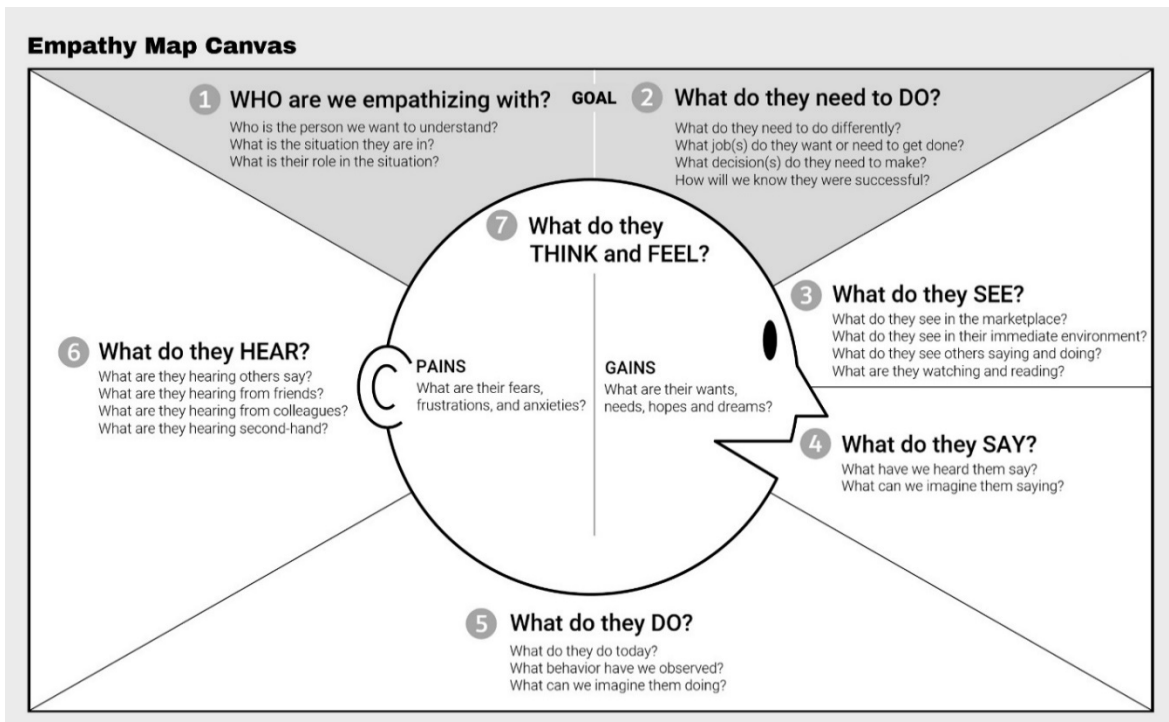 Empathy Map Canvas
1 WHO are we empathizing with?
Who is the person we want to understand?
What is the situation they are in?
What is their role in the situation?
GOAL
2 What do they need to DO?
What do they need to do differently?
What job(s) do they want or need to get done?
What decision(s) do they need to make?
How will we know they were successful?
3 What do they SEE?
What do they see in the marketplace?
What do they see in their immediate environment?
What do they see others saying and doing?
What are they watching and reading?
4 What do they SAY?
What have we heard them say?
What can we imagine them saying?
5 What do they DO?
What do they do today?
What behavior have we observed?
What can we imagine them doing?
6 What do they HEAR?
What are they hearing others say?
What are they hearing from friends?
What are they hearing from colleagues?
What are they hearing second-hand?
7 What do they
THINK and FEEL?
PAINS
What are their fears,
frustrations, and anxieties?
GAINS
What are their wants,
needs, hopes and dreams?